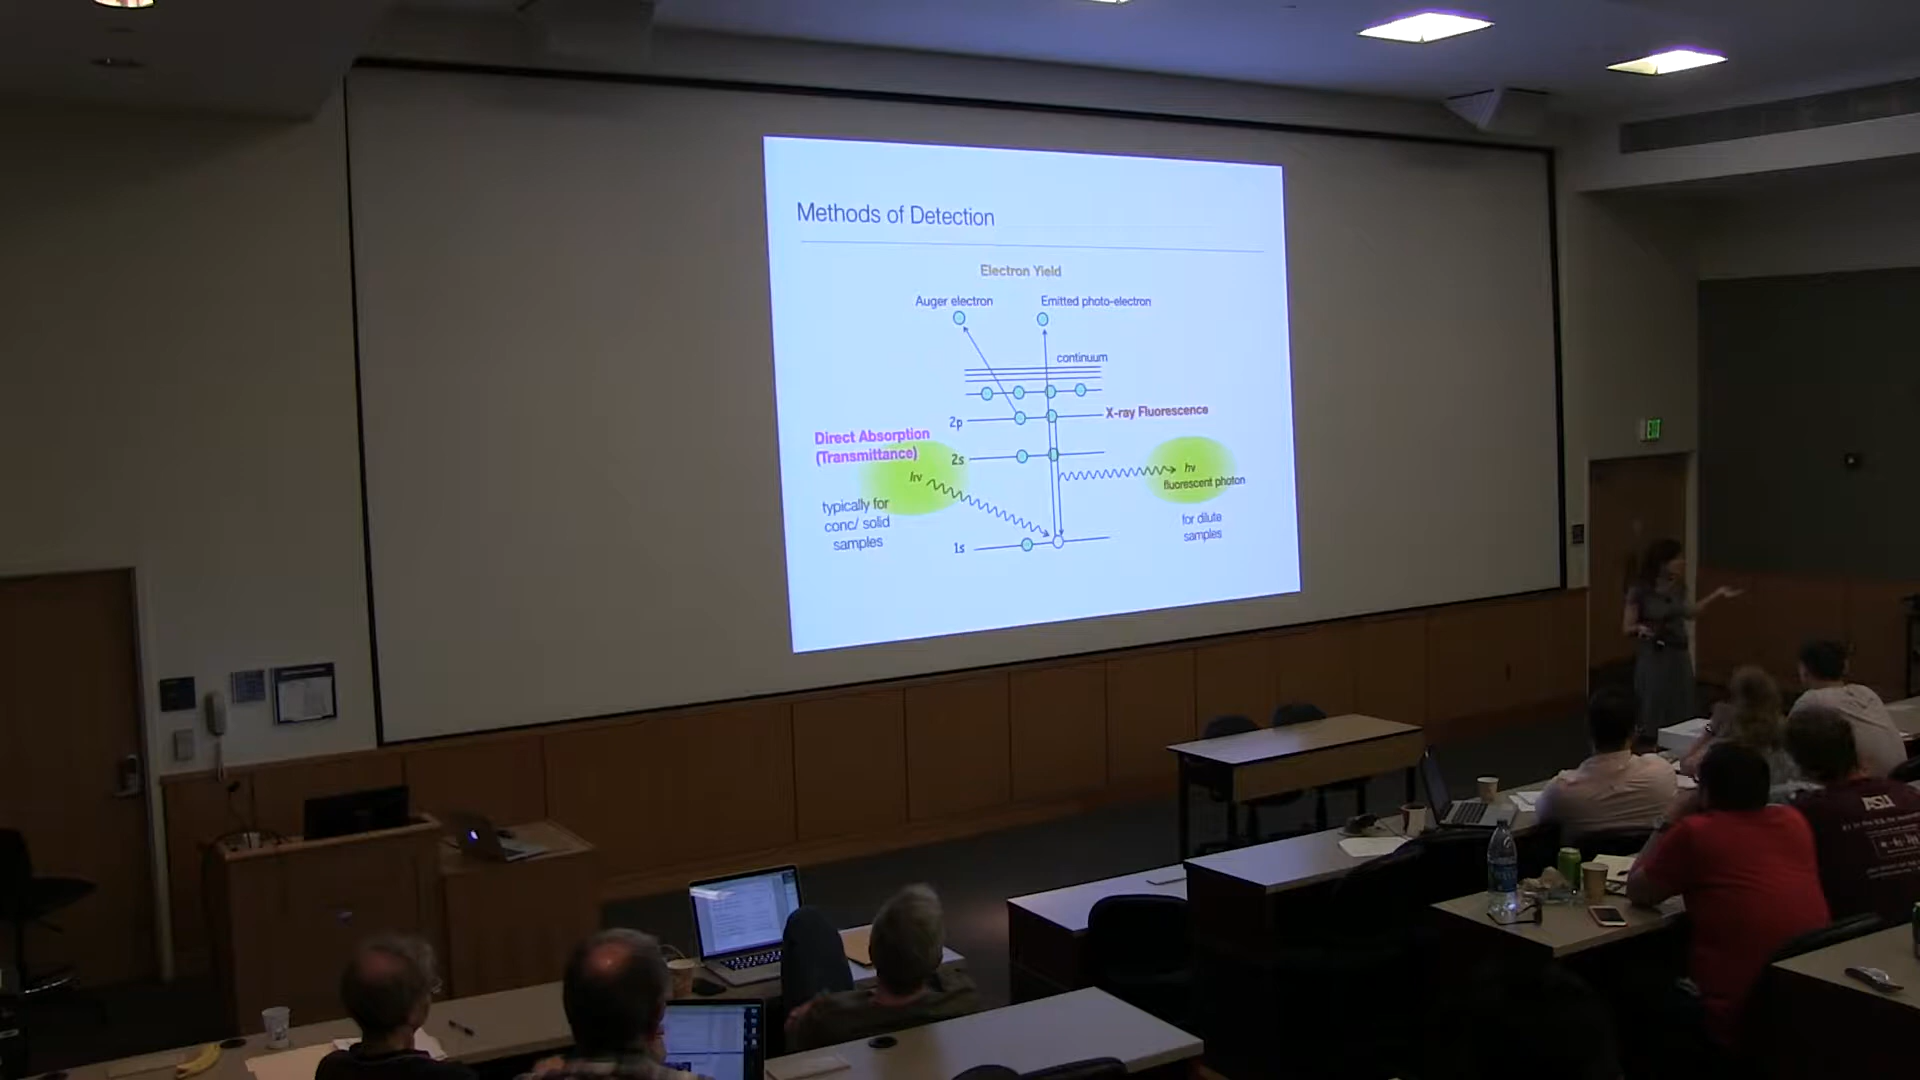 Methods of Detection
Electron Yield
Auger electron
Emitted photo-electron
continuum
2p
X-ray Fluorescence
Direct Absorption
(Transmittance)
2s
hν
hν
fluorescent photon
typically for
conc/ solid
samples
for dilute
samples
1s
ASU